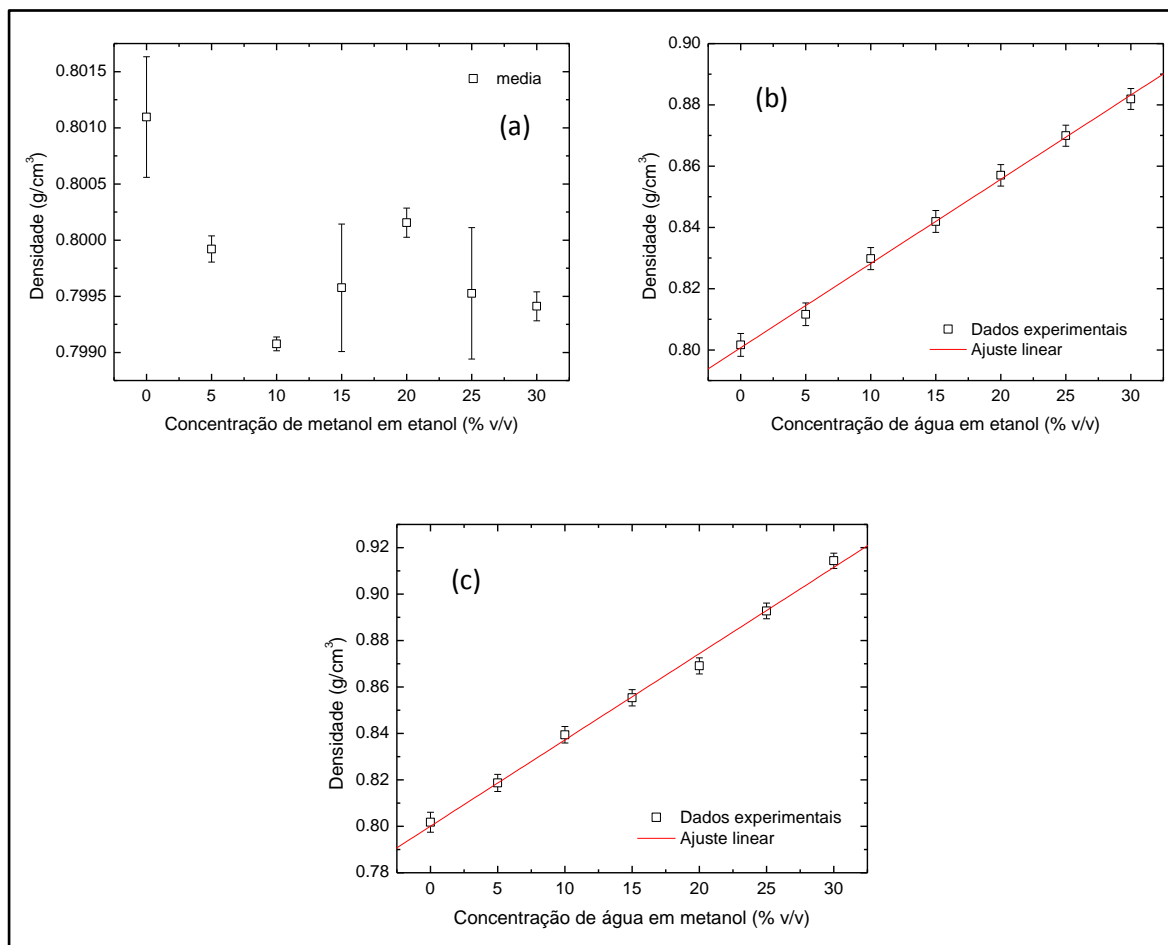 0.8015
0.8010
0.8005
0.8000
0.7995
0.7990
Densidade (g/cm³)
media
(a)
0 5 10 15 20 25 30
Concentração de metanol em etanol (% v/v)
0.90
0.88
0.86
0.84
0.82
0.80
Densidade (g/cm³)
(b)
Dados experimentais
Ajuste linear
0 5 10 15 20 25 30
Concentração de água em etanol (% v/v)
0.92
0.90
0.88
0.86
0.84
0.82
0.80
0.78
Densidade (g/cm³)
(c)
Dados experimentais
Ajuste linear
0 5 10 15 20 25 30
Concentração de água em metanol (% v/v)